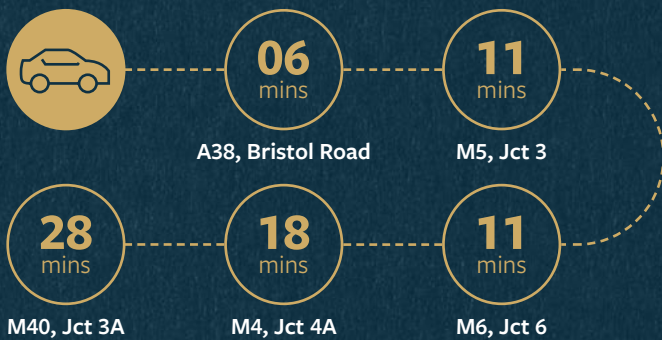 06
mins
A38, Bristol Road
11
mins
M5, Jct 3
11
mins
M6, Jct 6
18
mins
M4, Jct 4A
28
mins
M40, Jct 3A